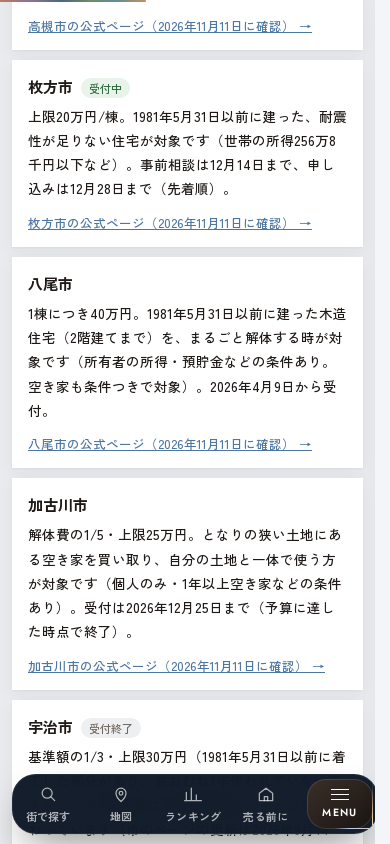 高槻市の公式ページ（2026年11月11日に確認） →
枚方市 受付中
上限20万円/棟。1981年5月31日以前に建った、耐震
性が足りない住宅が対象です（世帯の所得256万8
千円以下など）。事前相談は12月14日まで、申し
込みは12月28日まで（先着順）。
枚方市の公式ページ（2026年11月11日に確認） →
八尾市
1棟につき40万円。1981年5月31日以前に建った木造
住宅（2階建てまで）を、まるごと解体する時が対
象です（所有者の所得・預貯金などの条件あり。
空き家も条件つきで対象）。2026年4月9日から受
付。
八尾市の公式ページ（2026年11月11日に確認） →
加古川市
解体費の1/5・上限25万円。となりの狭い土地にあ
る空き家を買い取り、自分の土地と一体で使う方
が対象です（個人のみ・1年以上空き家などの条件
あり）。受付は2026年12月25日まで（予算に達し
た時点で終了）。
加古川市の公式ページ（2026年11月11日に確認） →
宇治市 受付終了
基準額の1/3・上限30万円（1981年5月31日以前に着
街で探す 地図 ランキング 売る前に MENU